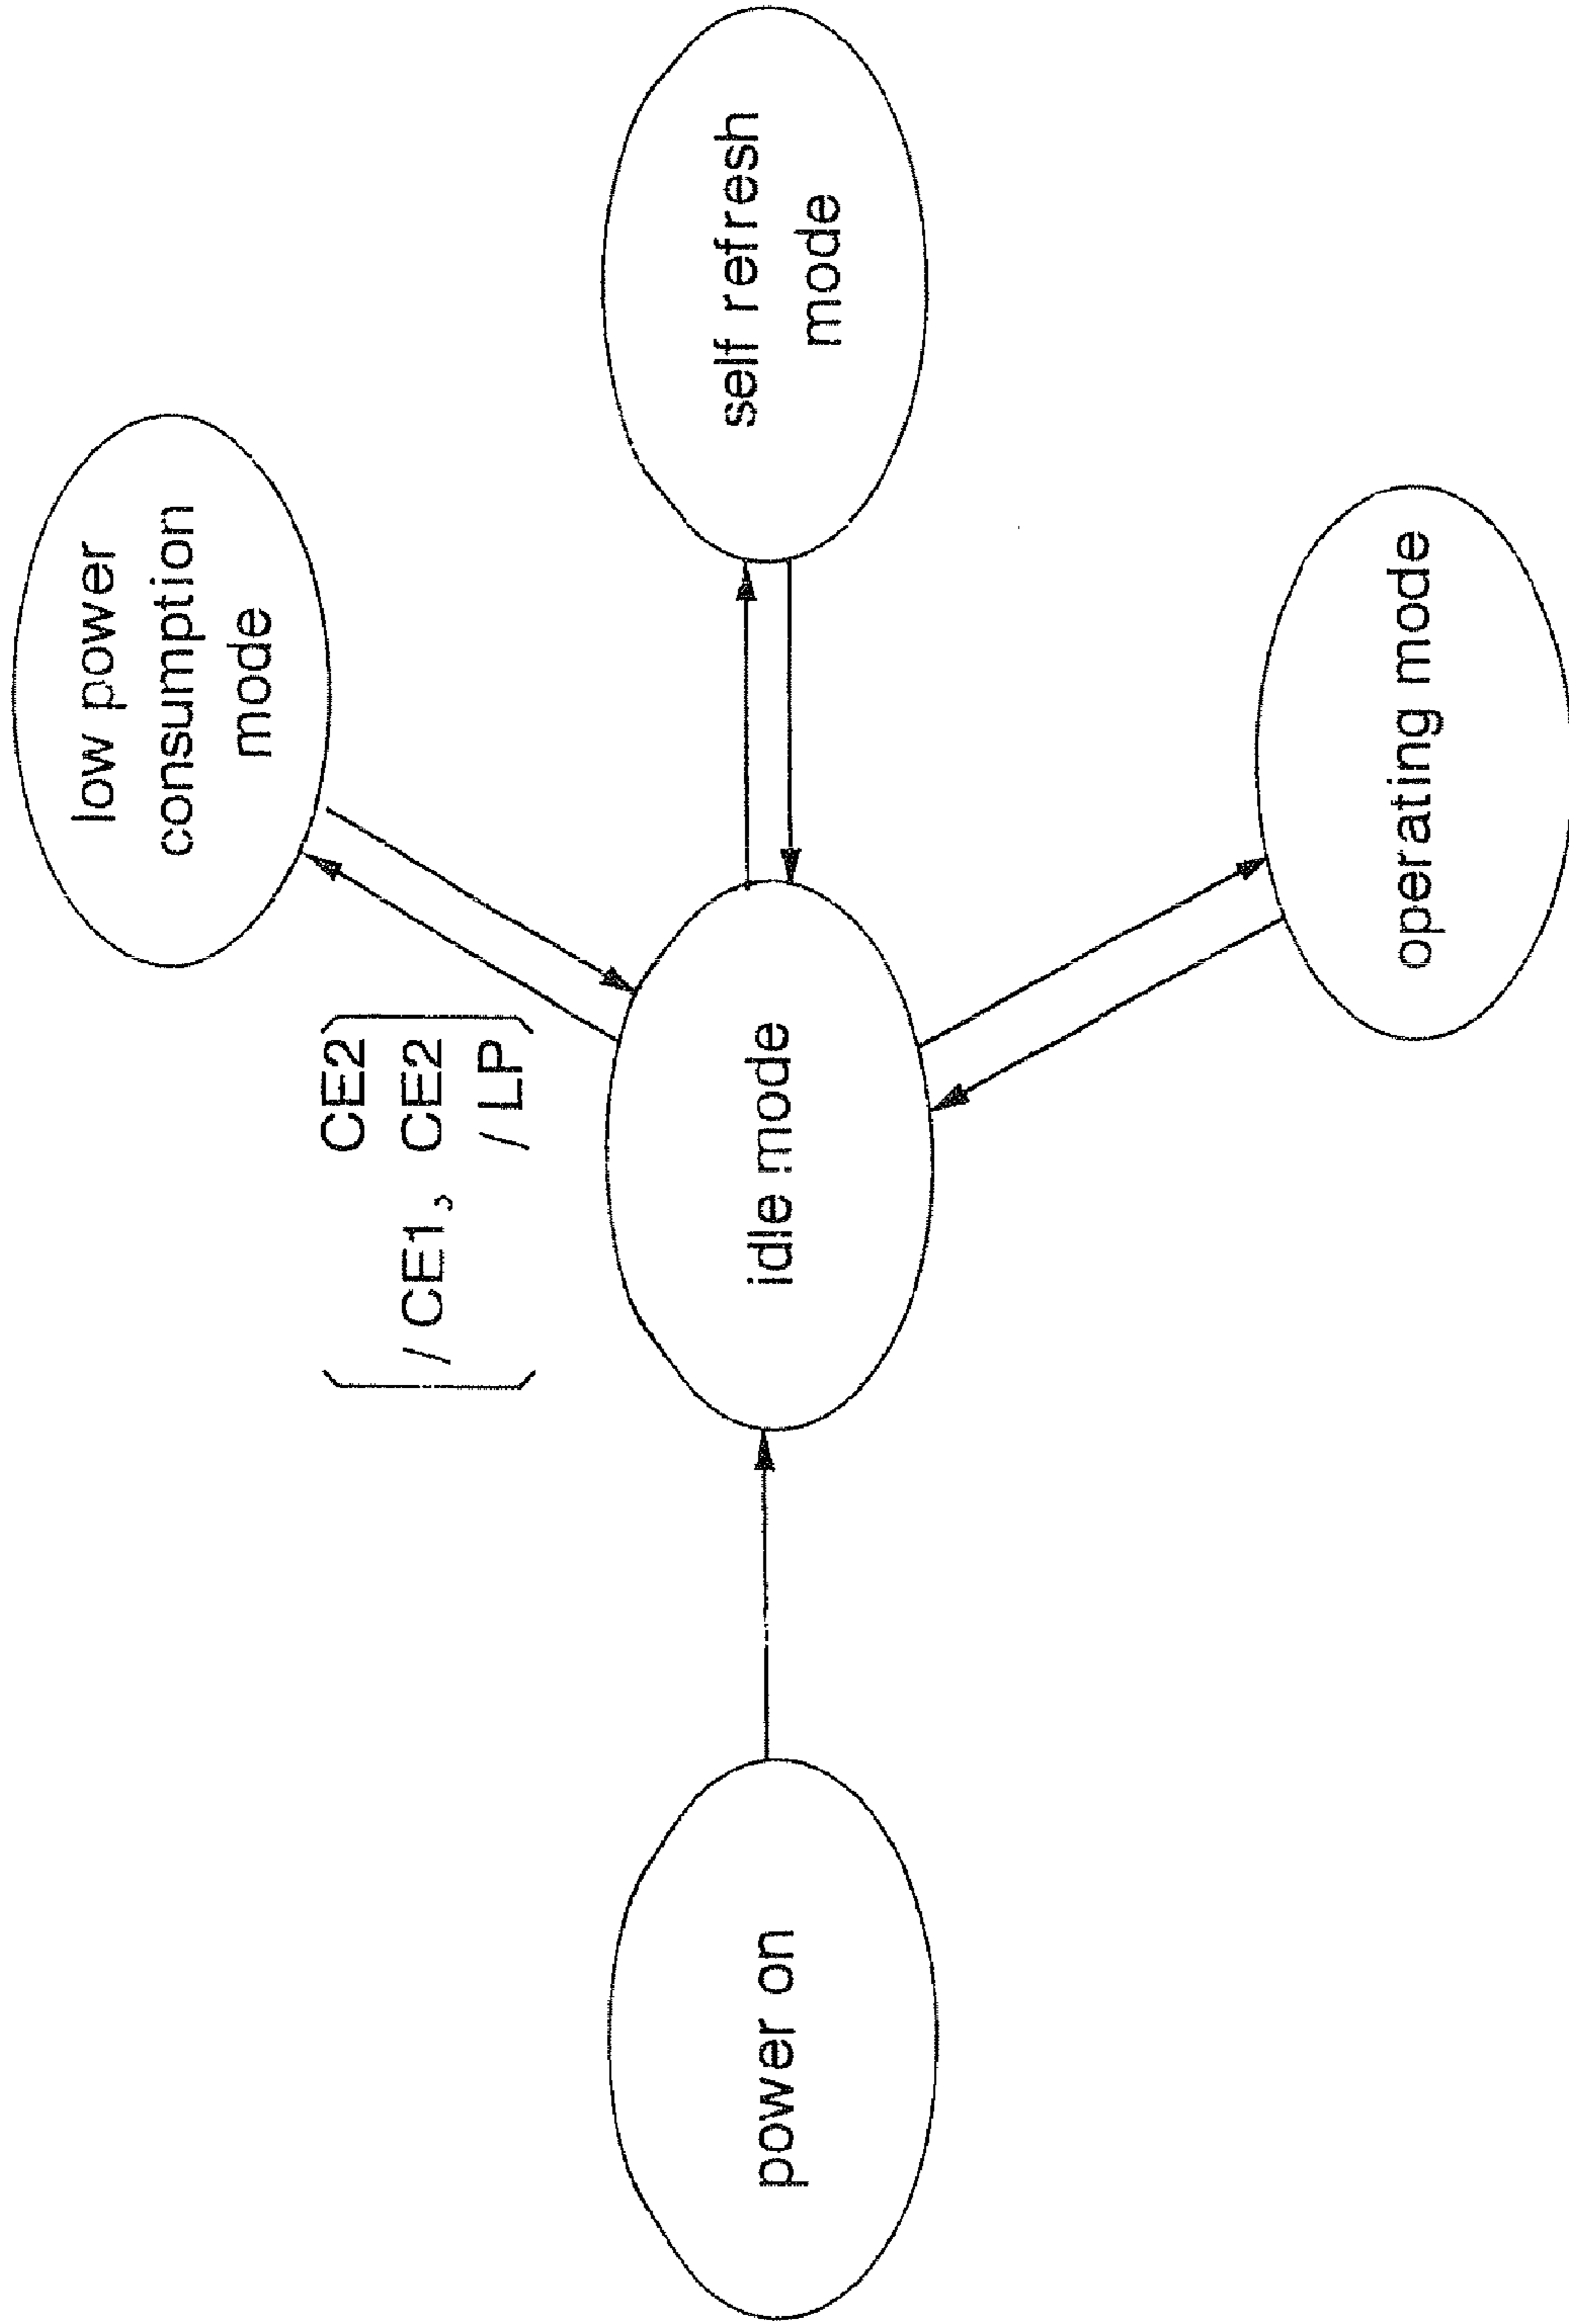 low power
consumption
mode
CE2
/ CE1, CE2
/ LP
power on
idle mode
self refresh
mode
operating mode